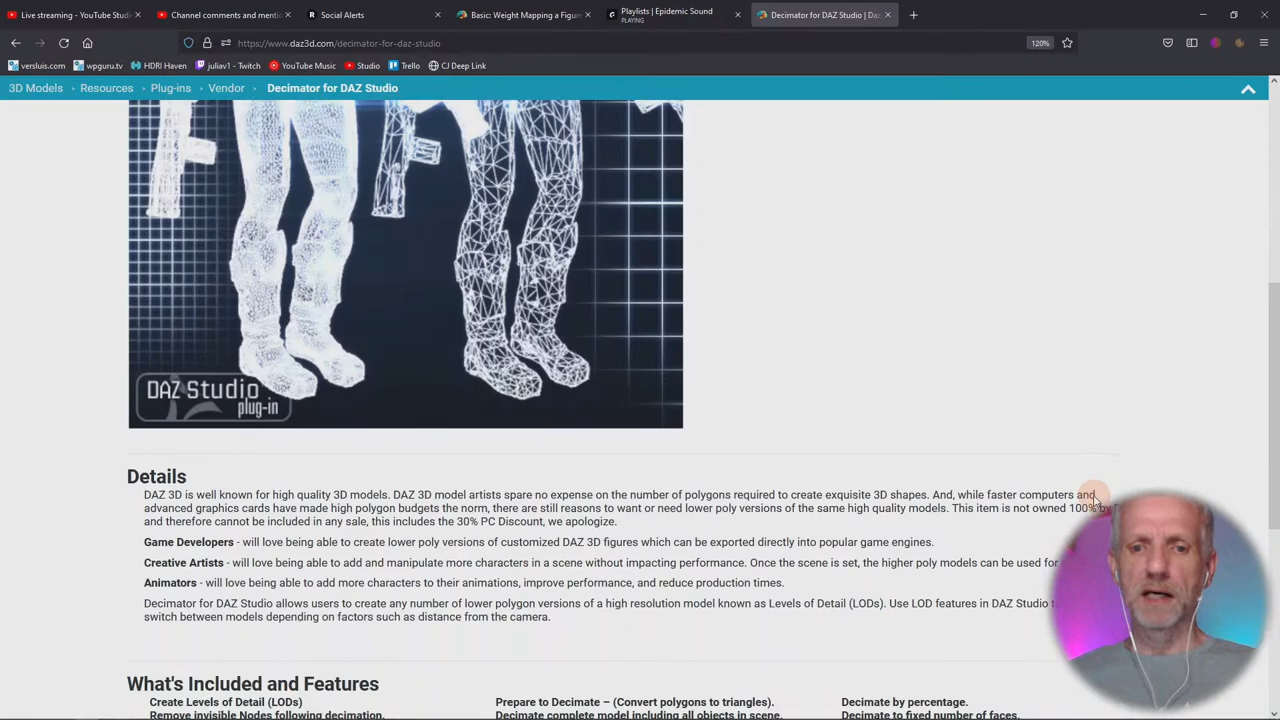 Live streaming - YouTube Studi
Channel comments and mentio
Social Alerts
Basic: Weight Mapping a Figur
Playlists | Epidemic Sound
PLAYING
Decimator for DAZ Studio | Daz
https://www.daz3d.com/decimator-for-daz-studio
120%
versluis.com
wpguru.tv
HDRI Haven
juliav1 - Twitch
YouTube Music
Studio
Trello
CJ Deep Link
3D Models
Resources
Plug-ins
Vendor
Decimator for DAZ Studio
DAZ Studio
plug-in
Details
DAZ 3D is well known for high quality 3D models. DAZ 3D model artists spare no expense on the number of polygons required to create exquisite 3D shapes. And, while faster computers and
advanced graphics cards have made high polygon budgets the norm, there are still reasons to want or need lower poly versions of the same high quality models. This item is not owned 100% by
and therefore cannot be included in any sale, this includes the 30% PC Discount, we apologize.
Game Developers - will love being able to create lower poly versions of customized DAZ 3D figures which can be exported directly into popular game engines.
Creative Artists - will love being able to add and manipulate more characters in a scene without impacting performance. Once the scene is set, the higher poly models can be used for
Animators - will love being able to add more characters to their animations, improve performance, and reduce production times.
Decimator for DAZ Studio allows users to create any number of lower polygon versions of a high resolution model known as Levels of Detail (LODs). Use LOD features in DAZ Studio
switch between models depending on factors such as distance from the camera.
What's Included and Features
Create Levels of Detail (LODs)
Prepare to Decimate – (Convert polygons to triangles).
Decimate by percentage.
Remove invisible Nodes following decimation.
Decimate complete model including all objects in scene.
Decimate to fixed number of faces.